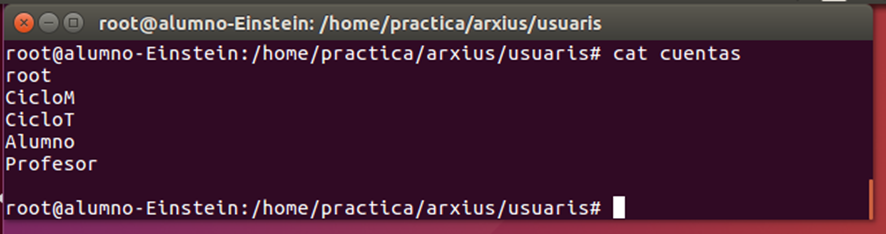 root@alumno-Einstein: /home/practica/arxius/usuaris
root@alumno-Einstein:/home/practica/arxius/usuaris# cat cuentas
root
CicloM
CicloT
Alumno
Profesor
root@alumno-Einstein:/home/practica/arxius/usuaris#